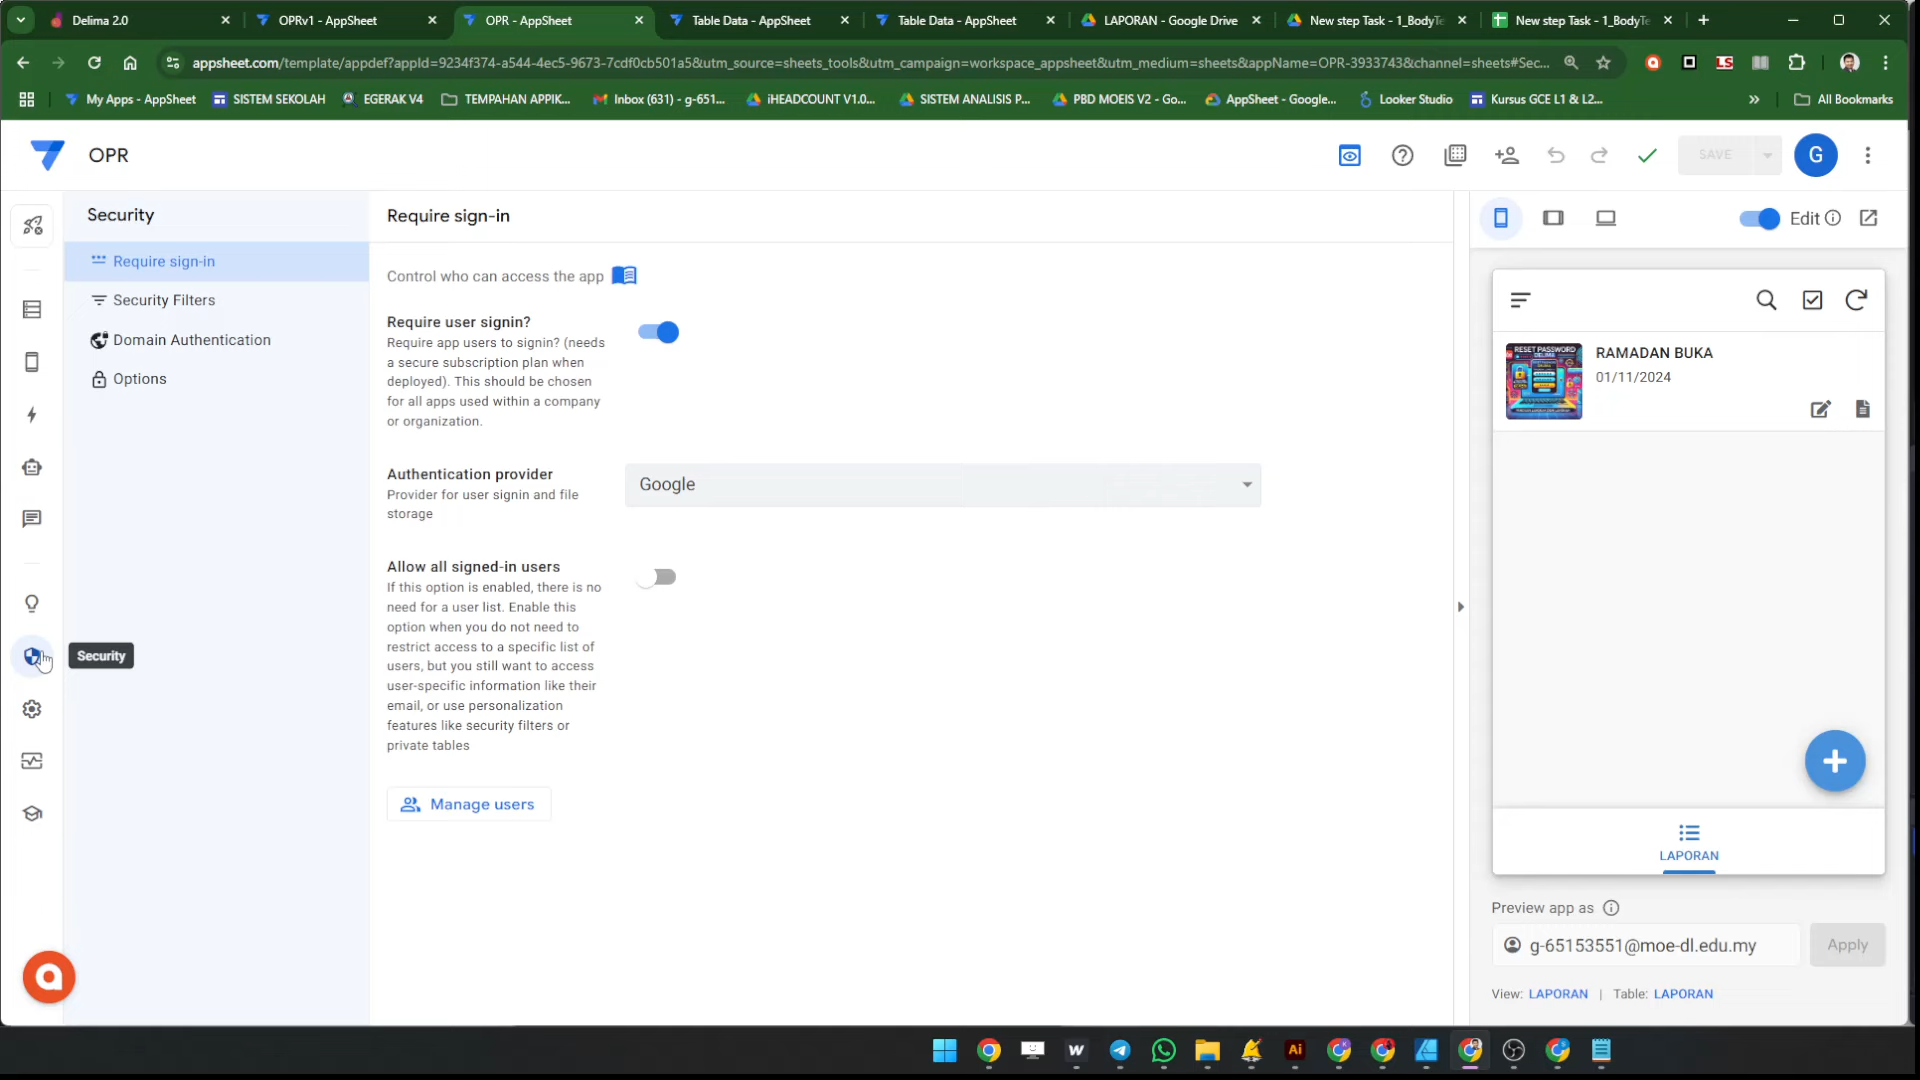 Delima 2.0
OPRv1 - AppSheet
OPR - AppSheet
Table Data - AppSheet
Table Data - AppSheet
LAPORAN - Google Drive
New step Task - 1_BodyTe
New step Task - 1_BodyTe
appsheet.com/template/appdef?appId=9234f374-a544-4ec5-9673-7cdf0cb501a5&utm_source=sheets_tools&utm_campaign=workspace_appsheet&utm_medium=sheets&appName=OPR-3933743&channel=sheets#Sec...
My Apps - AppSheet
SISTEM SEKOLAH
EGERAK V4
TEMPAHAN APPIK...
Inbox (631) - g-651...
iHEADCOUNT V1.0...
SISTEM ANALISIS P...
PBD MOEIS V2 - Go...
AppSheet - Google...
Looker Studio
Kursus GCE L1 & L2...
All Bookmarks
OPR
SAVE
G
Security
Require sign-in
Security Filters
Domain Authentication
Options
Security
Require sign-in
Control who can access the app
Require user signin?
Require app users to signin? (needs
a secure subscription plan when
deployed). This should be chosen
for all apps used within a company
or organization.
Authentication provider
Provider for user signin and file
storage
Google
Allow all signed-in users
If this option is enabled, there is no
need for a user list. Enable this
option when you do not need to
restrict access to a specific list of
users, but you still want to access
user-specific information like their
email, or use personalization
features like security filters or
private tables
Manage users
Edit
RESET PASSWORD
RAMADAN BUKA
01/11/2024
LAPORAN
Preview app as
g-65153551@moe-dl.edu.my
Apply
View: LAPORAN | Table: LAPORAN